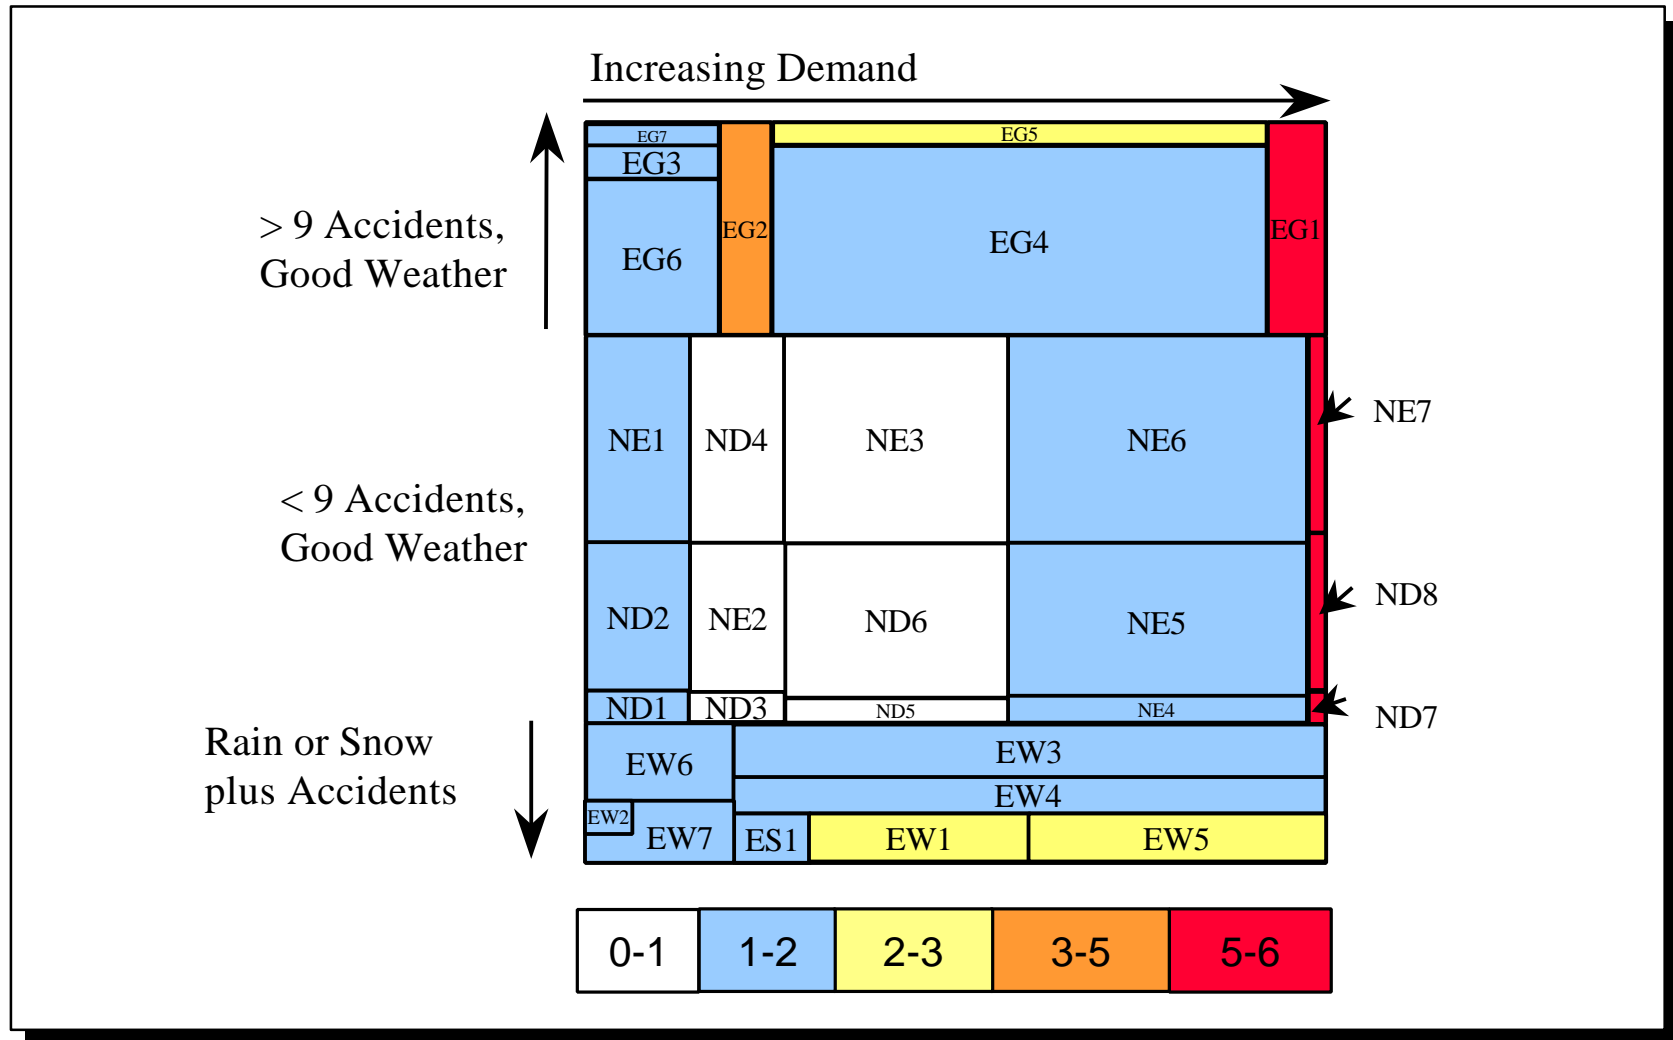 Increasing Demand
EG7
EG5
EG3
> 9 Accidents,
Good Weather
EG2
EG1
EG4
EG6
NE7
NE1
ND4
NE3
NE6
< 9 Accidents,
Good Weather
ND8
ND2
NE2
ND6
NE5
ND1
ND3
ND5
NE4
ND7
Rain or Snow
plus Accidents
EW6
EW3
EW4
EW2
EW7
ES1
EW1
EW5
0-1
1-2
2-3
3-5
5-6